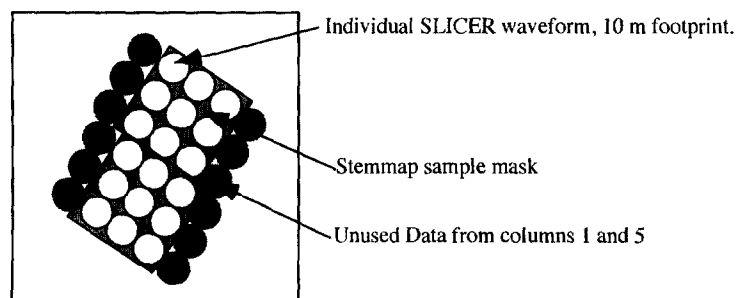 Individual SLICER waveform, 10 m footprint.
Stemmap sample mask
Unused Data from columns 1 and 5